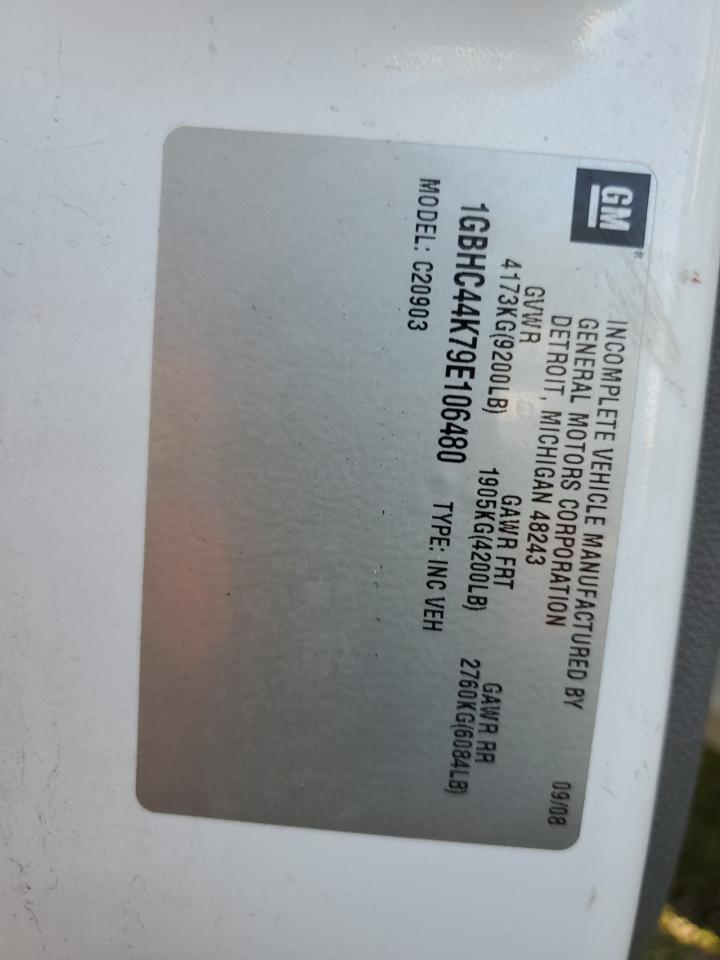 GM
INCOMPLETE VEHICLE MANUFACTURED BY
GENERAL MOTORS CORPORATION
DETROIT, MICHIGAN 48243
09/08
GVWR GAWR FRT GAWR RR
4173KG(9200LB) 1905KG(4200LB) 2760KG(6084LB)
1GBHC44K79E106480 TYPE: INC VEH
MODEL: C20903